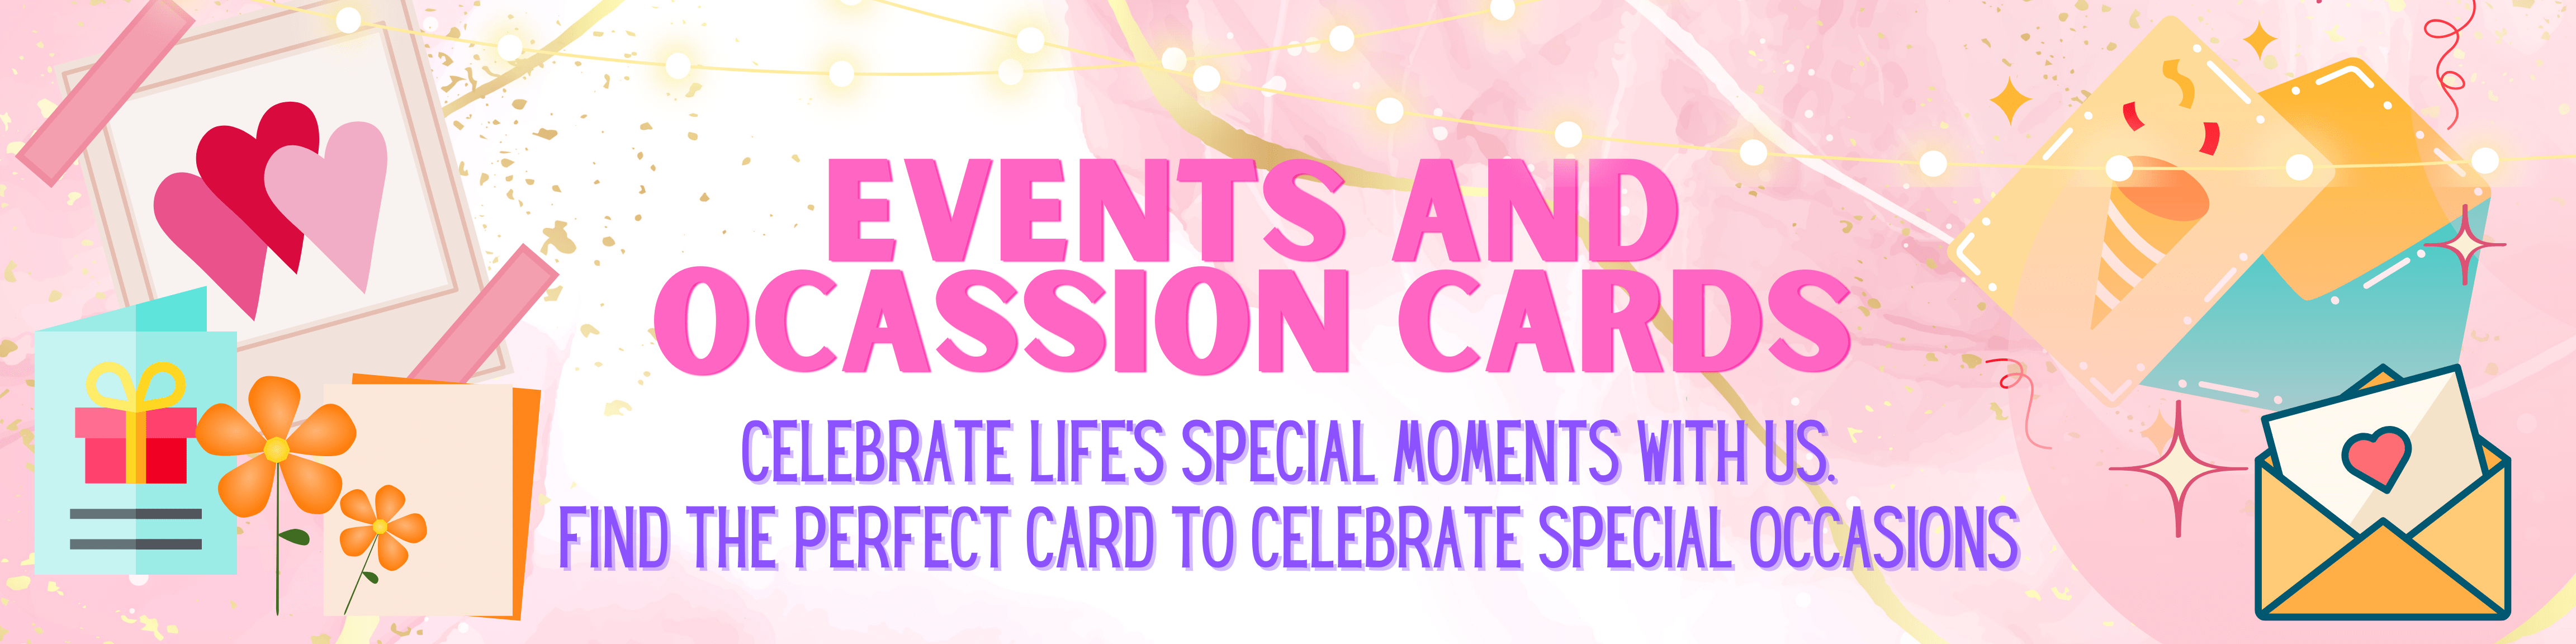 EVENTS AND
OCASSION CARDS
CELEBRATE LIFE'S SPECIAL MOMENTS WITH US.
FIND THE PERFECT CARD TO CELEBRATE SPECIAL OCCASIONS